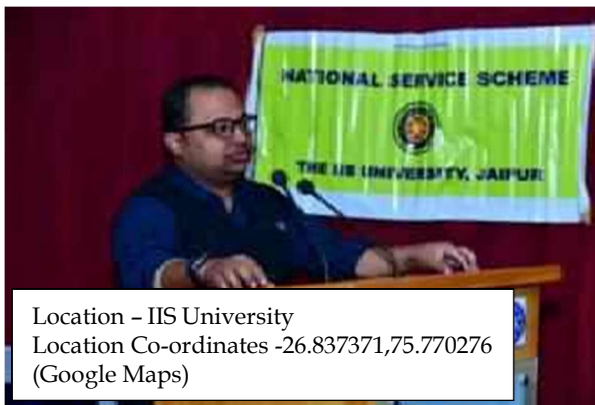 NATIONAL SERVICE SCHEME
THE IIS UNIVERSITY, JAIPUR
Location – IIS University
Location Co-ordinates -26.837371,75.770276
(Google Maps)